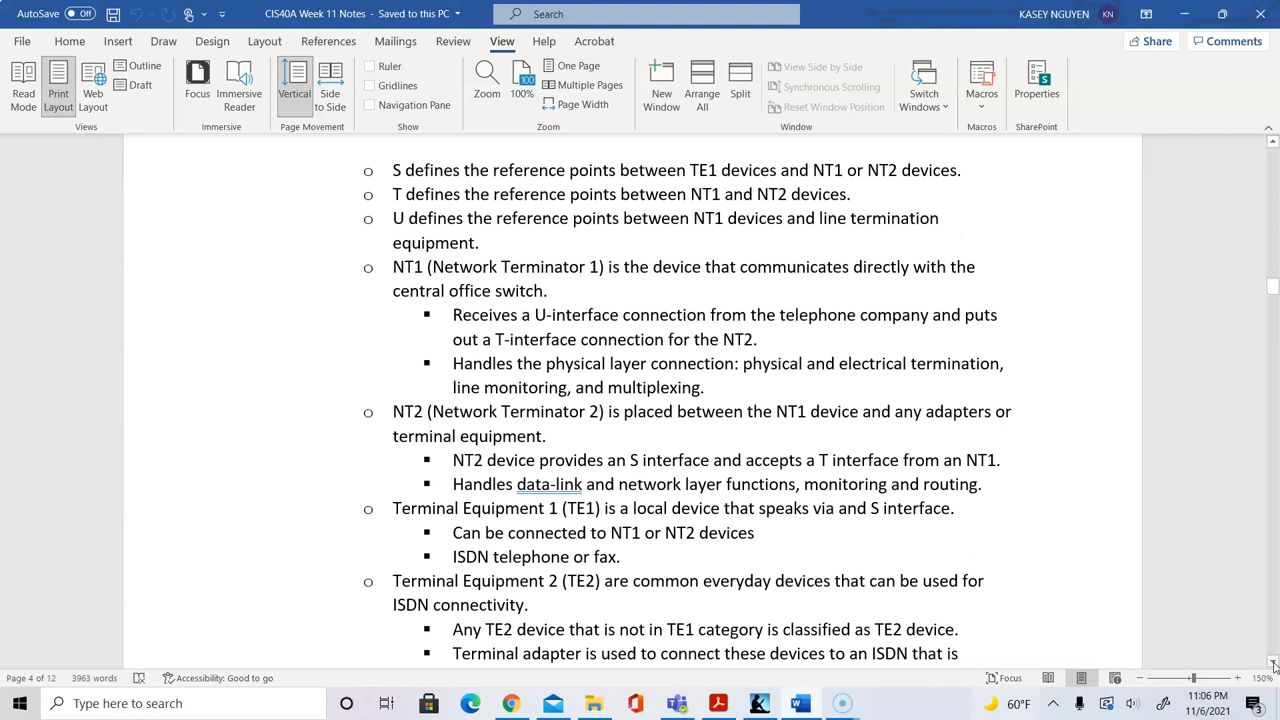 AutoSave Off CIS40A Week 11 Notes Search KASEY NGUYEN KN
File Home Insert Draw Design Layout References Mailings Review View Help Acrobat Share Comments
Read Mode Print Layout Web Layout Outline Draft Focus Immersive Reader Vertical Side to Side Ruler Gridlines Navigation Pane Zoom 100 100% One Page Multiple Pages Page Width New Window Arrange All Split View Side by Side Synchronous Scrolling Reset Window Position Switch Windows Macros Properties
Views Immersive Page Movement Show Zoom Window Macros SharePoint
o S defines the reference points between TE1 devices and NT1 or NT2 devices.
o T defines the reference points between NT1 and NT2 devices.
o U defines the reference points between NT1 devices and line termination
equipment.
o NT1 (Network Terminator 1) is the device that communicates directly with the
central office switch.
▪ Receives a U-interface connection from the telephone company and puts
out a T-interface connection for the NT2.
▪ Handles the physical layer connection: physical and electrical termination,
line monitoring, and multiplexing.
o NT2 (Network Terminator 2) is placed between the NT1 device and any adapters or
terminal equipment.
▪ NT2 device provides an S interface and accepts a T interface from an NT1.
▪ Handles data-link and network layer functions, monitoring and routing.
o Terminal Equipment 1 (TE1) is a local device that speaks via and S interface.
▪ Can be connected to NT1 or NT2 devices
▪ ISDN telephone or fax.
o Terminal Equipment 2 (TE2) are common everyday devices that can be used for
ISDN connectivity.
▪ Any TE2 device that is not in TE1 category is classified as TE2 device.
▪ Terminal adapter is used to connect these devices to an ISDN that is
Page 4 of 12 3963 words Accessibility: Good to go Focus 150%
Type here to search 60°F 11:06 PM
11/6/2021 3